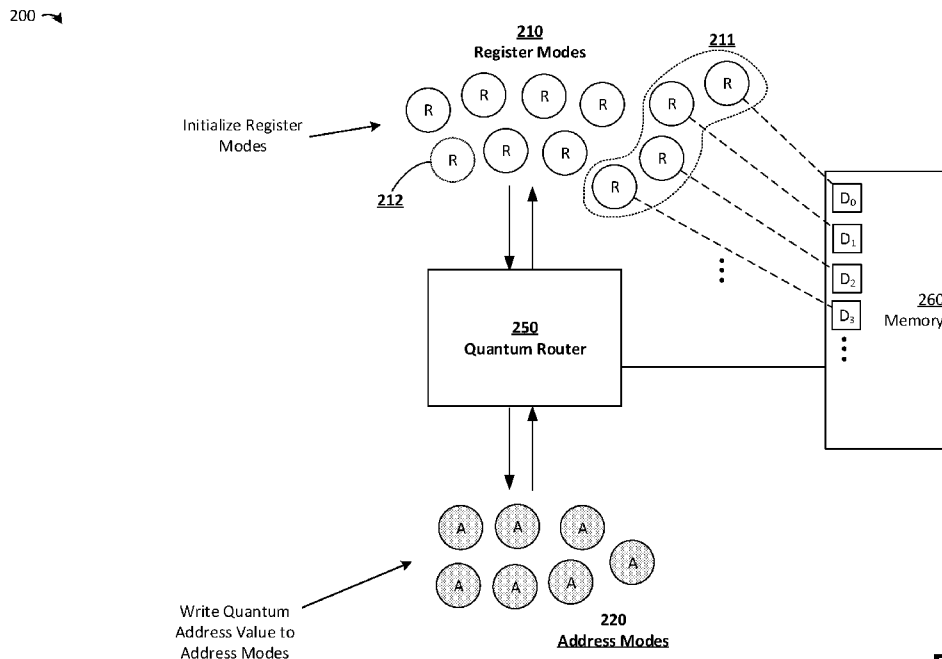 200
210
Register Modes
211
R
R
R
R
R
R
Initialize Register
Modes
R
R
R
R
R
212
D0
D1
D2
D3
260
Memory
250
Quantum Router
A
A
A
A
A
A
A
Write Quantum
Address Value to
Address Modes
220
Address Modes